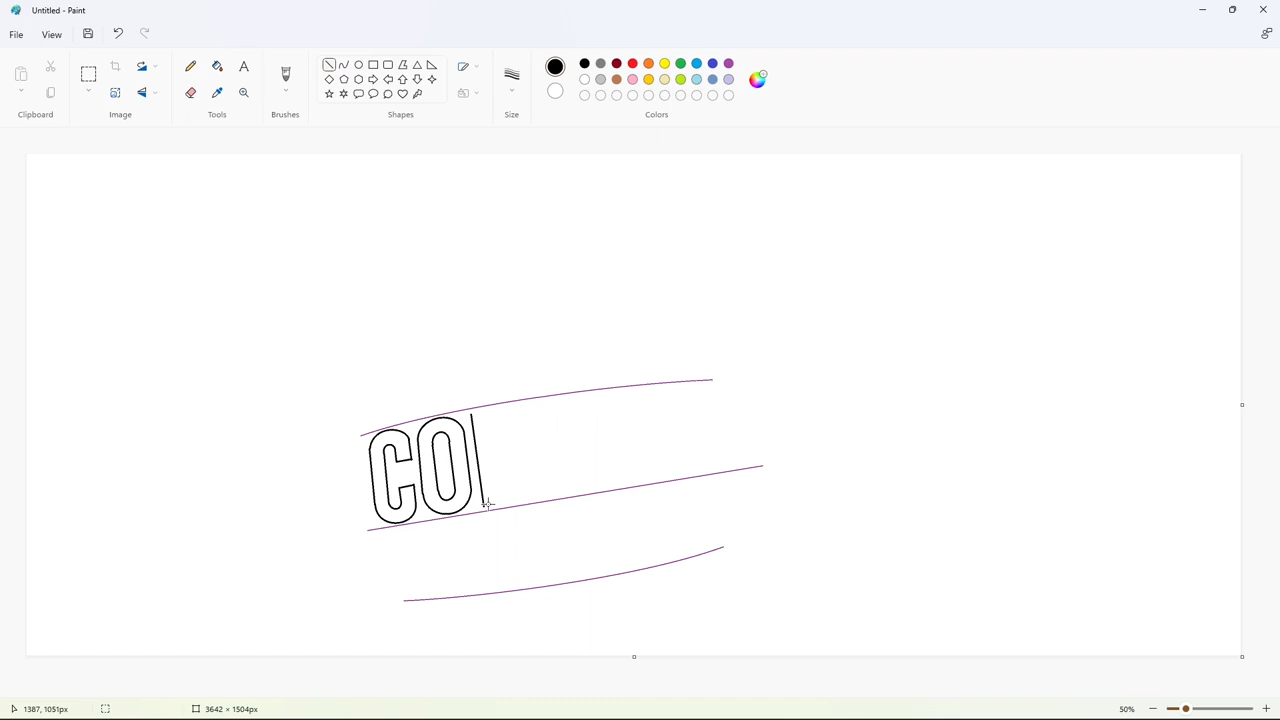 Untitled - Paint
File View
Clipboard Image Tools Brushes Shapes Size Colors
CO
1387, 1051px 3642 × 1504px 50%